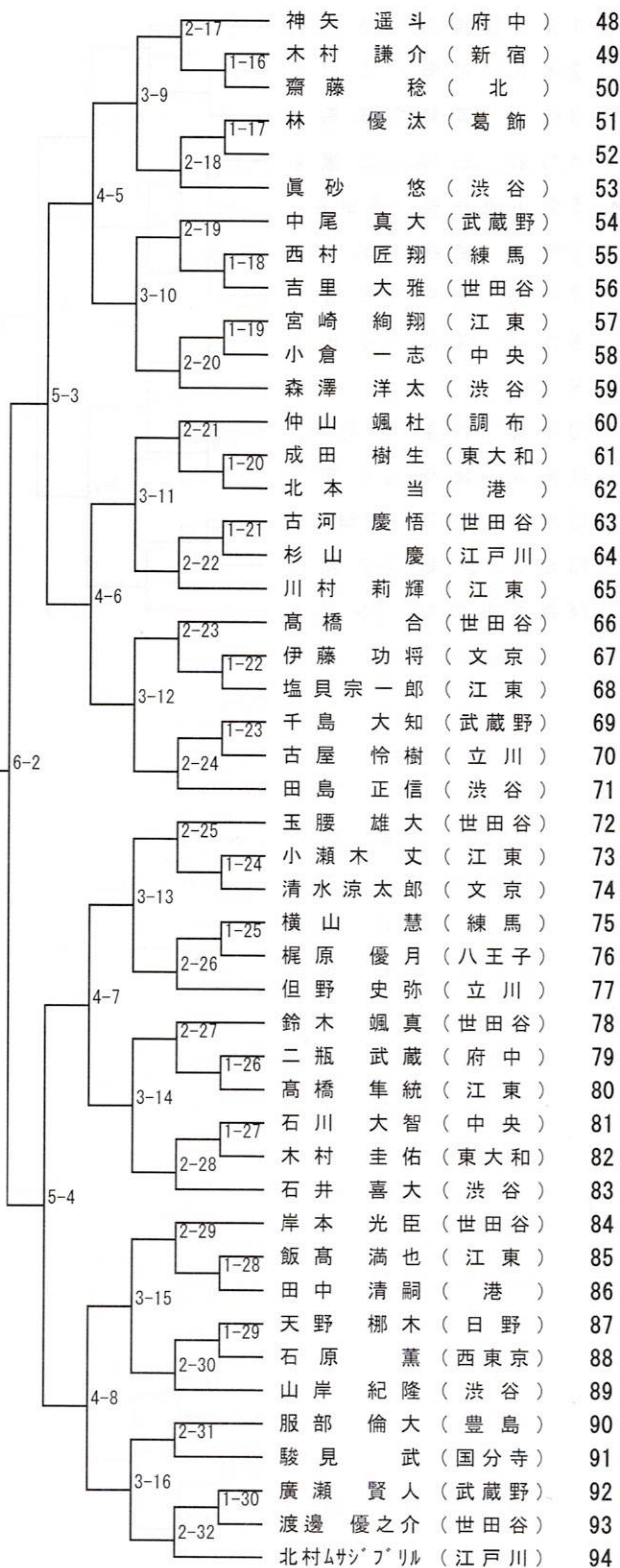 2-17 神矢 遥斗 (府中) 48
1-16 木村 謙介 (新宿) 49
齋藤 稔 (北) 50
3-9
1-17 林 優汰 (葛飾) 51
52
2-18
眞砂 悠 (渋谷) 53
4-5
2-19 中尾 真大 (武蔵野) 54
1-18 西村 匠翔 (練馬) 55
吉里 大雅 (世田谷) 56
3-10
1-19 宮崎 絢翔 (江東) 57
小倉 一志 (中央) 58
2-20
森澤 洋太 (渋谷) 59
5-3
2-21 仲山 颯杜 (調布) 60
1-20 成田 樹生 (東大和) 61
北本 当 (港) 62
3-11
1-21 古河 慶悟 (世田谷) 63
杉山 慶 (江戸川) 64
2-22
川村 莉輝 (江東) 65
4-6
2-23 髙橋 合 (世田谷) 66
1-22 伊藤 功将 (文京) 67
塩貝宗一郎 (江東) 68
3-12
1-23 千島 大知 (武蔵野) 69
古屋 怜樹 (立川) 70
2-24
田島 正信 (渋谷) 71
6-2
2-25 玉腰 雄大 (世田谷) 72
1-24 小瀬木 丈 (江東) 73
清水涼太郎 (文京) 74
3-13
1-25 横山 慧 (練馬) 75
梶原 優月 (八王子) 76
2-26
但野 史弥 (立川) 77
4-7
2-27 鈴木 颯真 (世田谷) 78
1-26 二瓶 武蔵 (府中) 79
髙橋 隼統 (江東) 80
3-14
1-27 石川 大智 (中央) 81
木村 圭佑 (東大和) 82
2-28
石井 喜大 (渋谷) 83
5-4
2-29 岸本 光臣 (世田谷) 84
1-28 飯髙 満也 (江東) 85
田中 清嗣 (港) 86
3-15
1-29 天野 梛木 (日野) 87
石原 薫 (西東京) 88
2-30
山岸 紀隆 (渋谷) 89
4-8
2-31 服部 倫大 (豊島) 90
駿見 武 (国分寺) 91
3-16
1-30 廣瀬 賢人 (武蔵野) 92
渡邊 優之介 (世田谷) 93
2-32
北村ムサシﾞブﾞリル (江戸川) 94